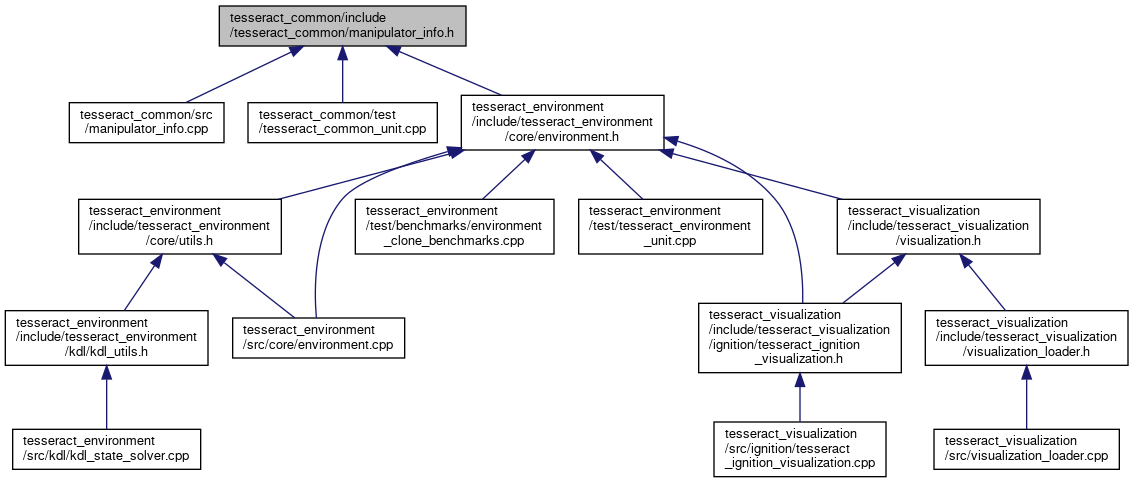 tesseract_common/include
/tesseract_common/manipulator_info.h
tesseract_common/src
/manipulator_info.cpp
tesseract_common/test
/tesseract_common_unit.cpp
tesseract_environment
/include/tesseract_environment
/core/environment.h
tesseract_environment
/include/tesseract_environment
/core/utils.h
tesseract_environment
/test/benchmarks/environment
_clone_benchmarks.cpp
tesseract_environment
/test/tesseract_environment
_unit.cpp
tesseract_visualization
/include/tesseract_visualization
/visualization.h
tesseract_environment
/include/tesseract_environment
/kdl/kdl_utils.h
tesseract_environment
/src/core/environment.cpp
tesseract_visualization
/include/tesseract_visualization
/ignition/tesseract_ignition
_visualization.h
tesseract_visualization
/include/tesseract_visualization
/visualization_loader.h
tesseract_environment
/src/kdl/kdl_state_solver.cpp
tesseract_visualization
/src/ignition/tesseract
_ignition_visualization.cpp
tesseract_visualization
/src/visualization_loader.cpp